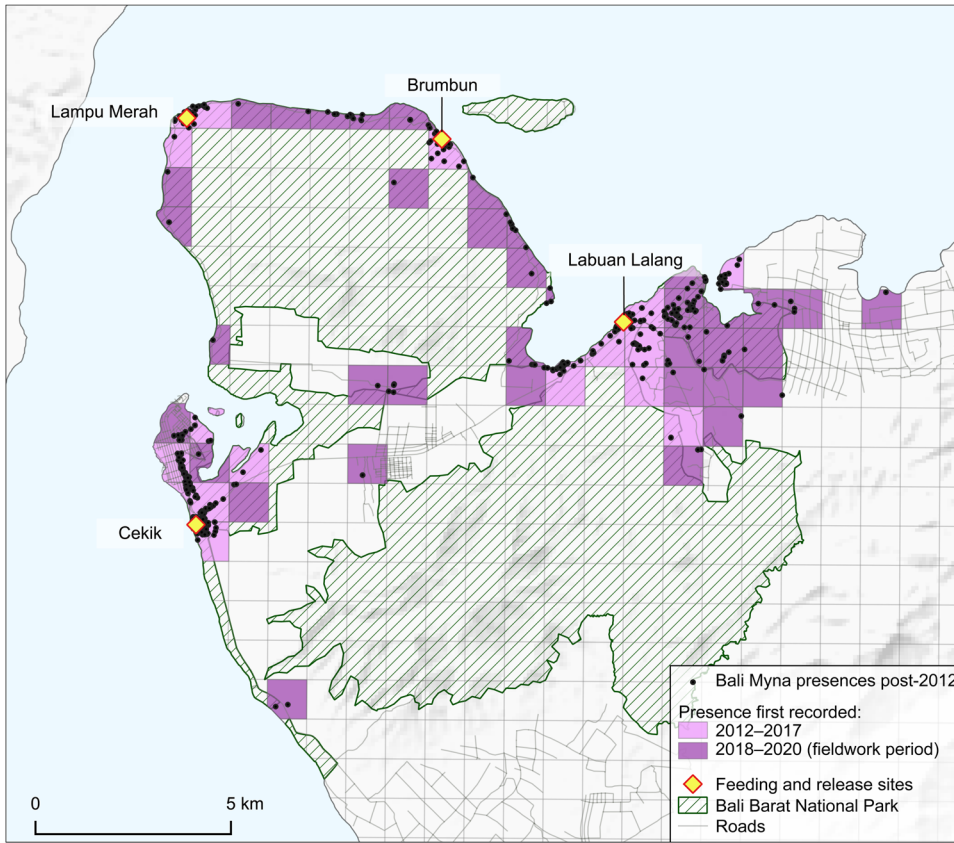 Brumbun
Lampu Merah
Labuan Lalang
Cekik
Bali Myna presences post-2012
Presence first recorded:
2012–2017
2018–2020 (fieldwork period)
Feeding and release sites
Bali Barat National Park
Roads
0 5 km